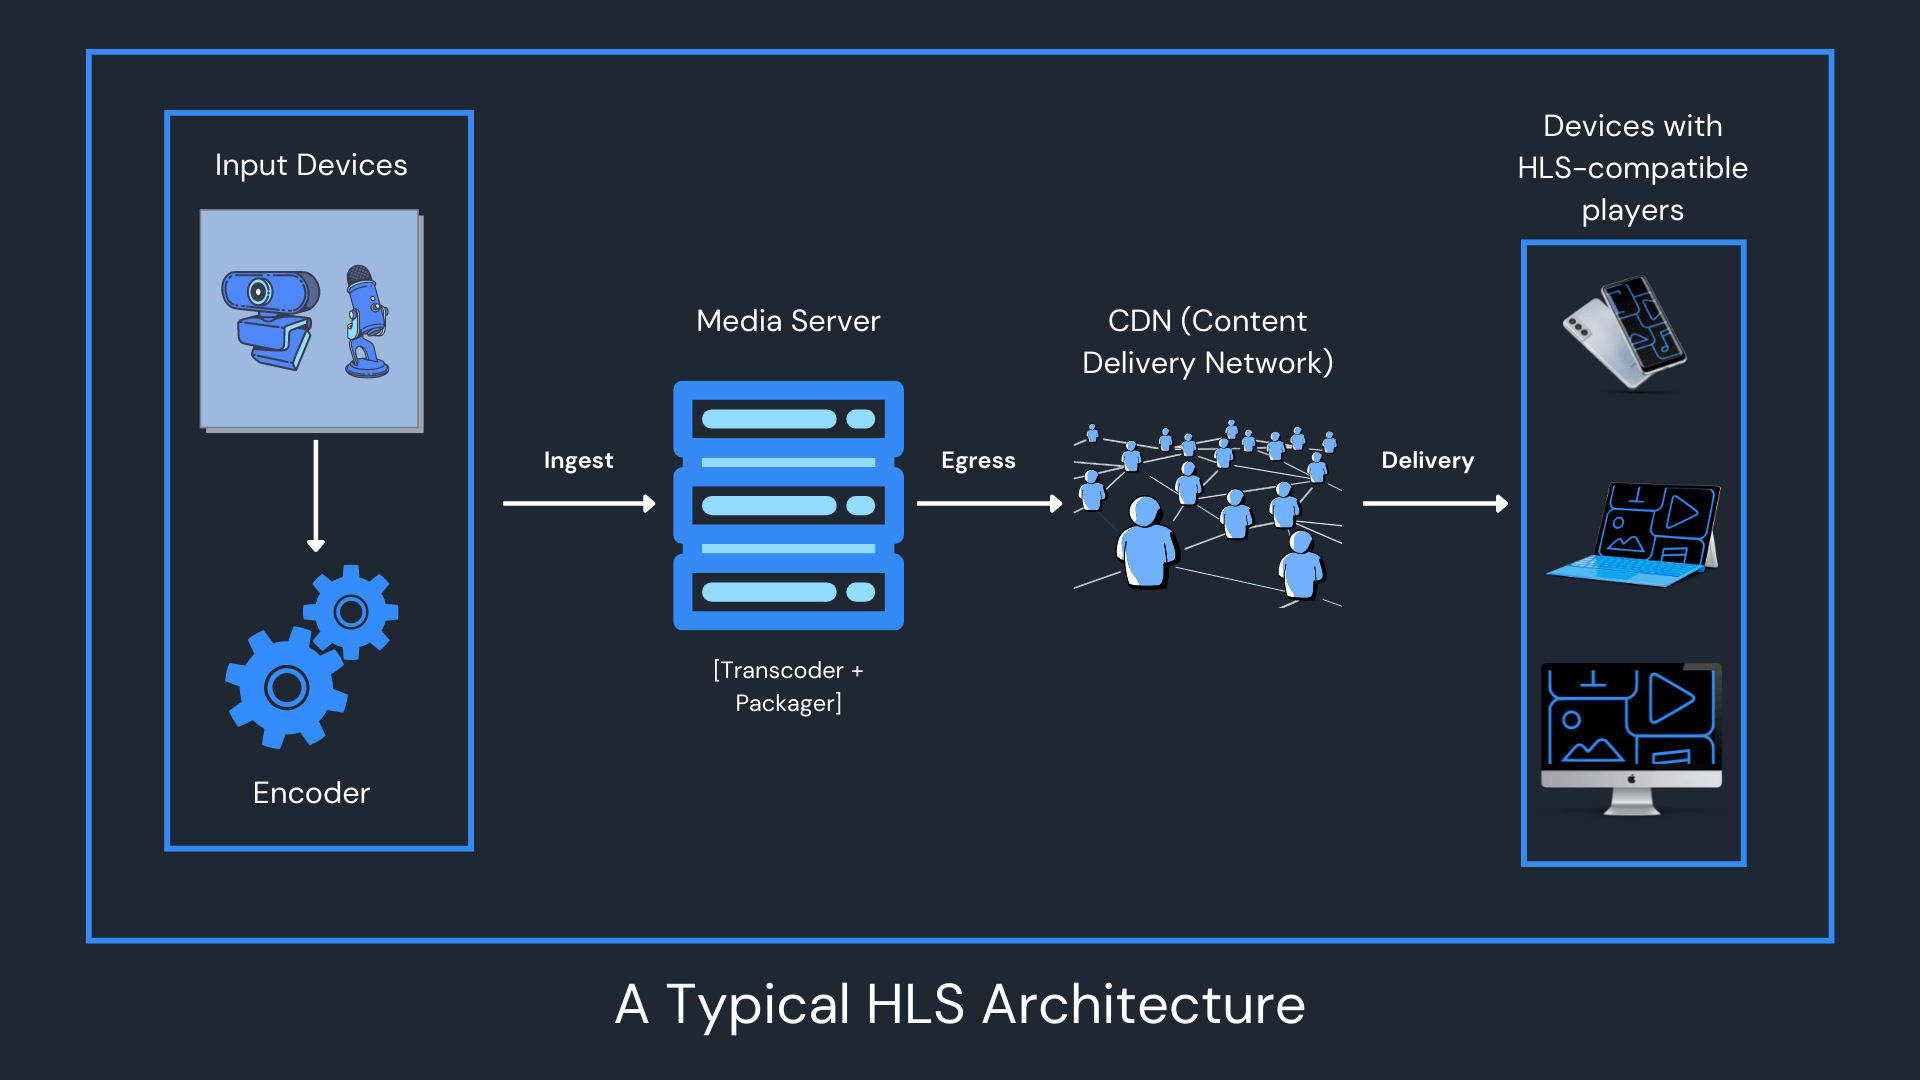 Input Devices
Encoder
Ingest
Media Server
[Transcoder +
Packager]
Egress
CDN (Content
Delivery Network)
Delivery
Devices with
HLS-compatible
players
A Typical HLS Architecture